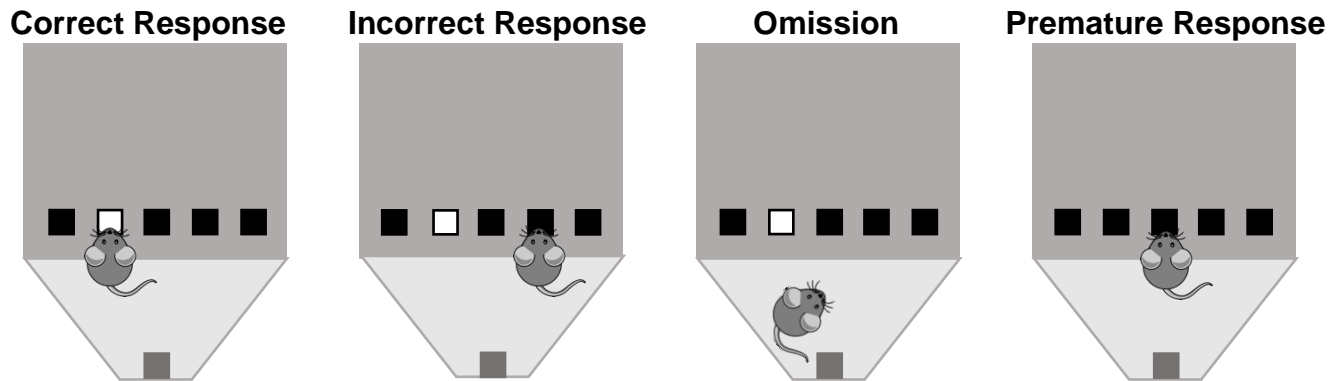 Correct Response
Incorrect Response
Omission
Premature Response